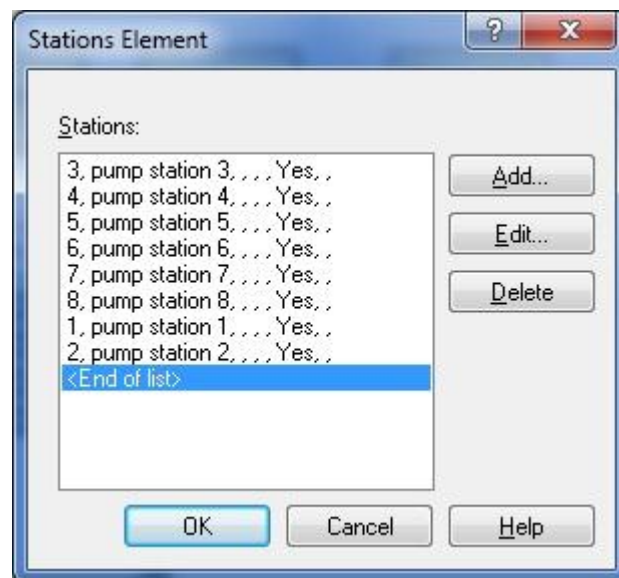 Stations Element
Stations:
3, pump station 3, , , , Yes, ,
4, pump station 4, , , , Yes, ,
5, pump station 5, , , , Yes, ,
6, pump station 6, , , , Yes, ,
7, pump station 7, , , , Yes, ,
8, pump station 8, , , , Yes, ,
1, pump station 1, , , , Yes, ,
2, pump station 2, , , , Yes, ,
<End of list>
Add...
Edit...
Delete
OK
Cancel
Help